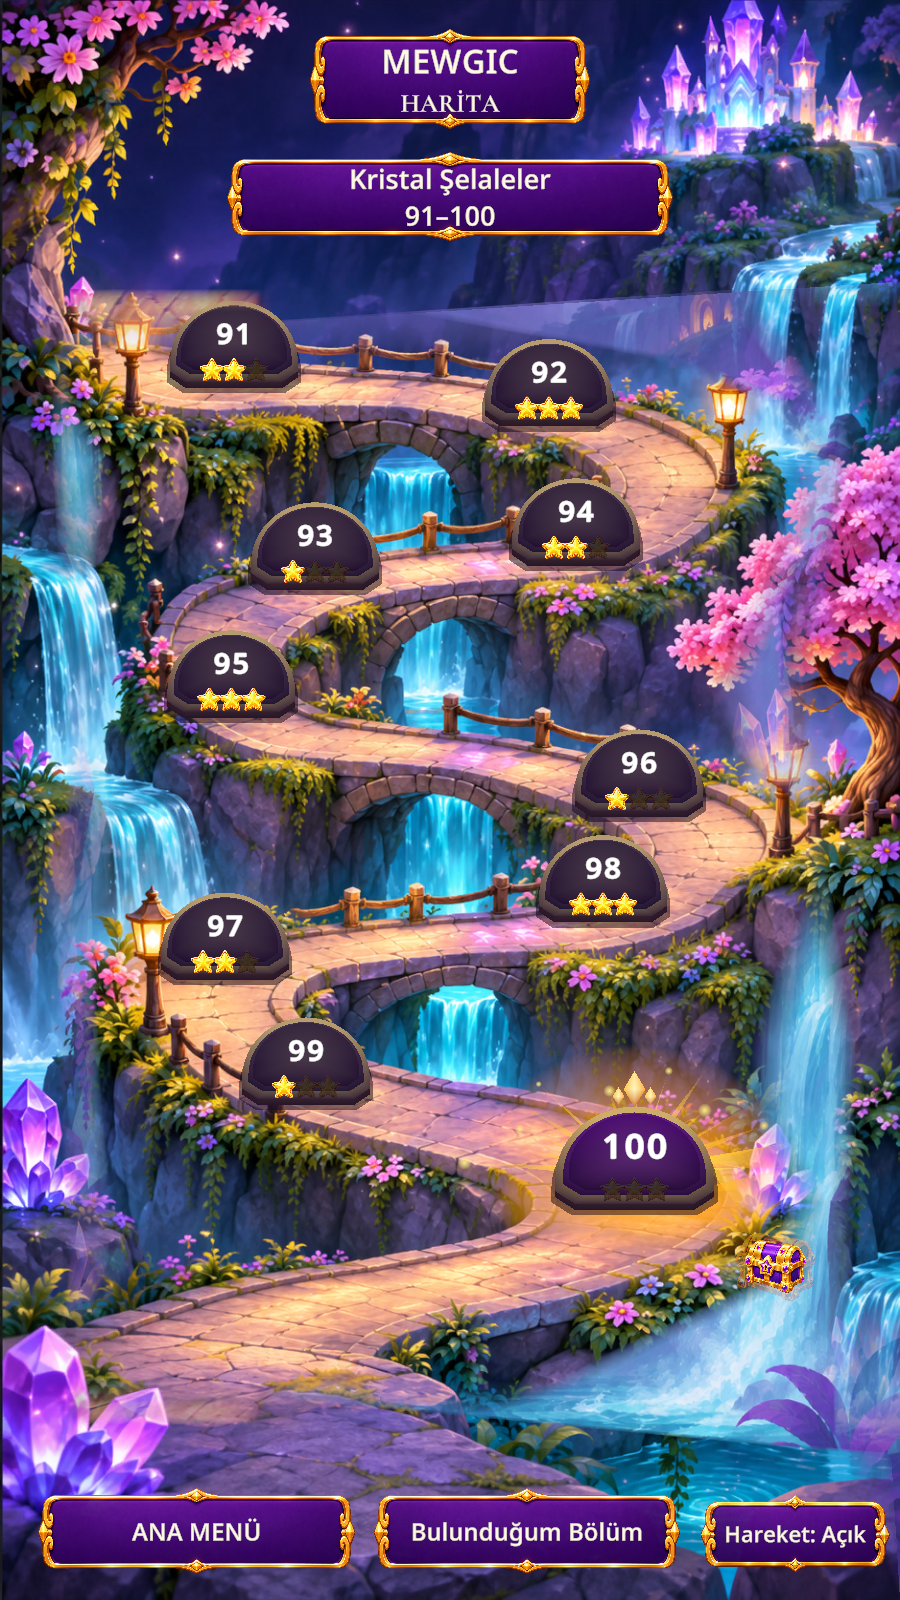 MEWGIC
HARİTA
Kristal Şelaleler
91–100
91
92
93
94
95
96
98
97
99
100
ANA MENÜ
Bulunduğum Bölüm
Hareket: Açık